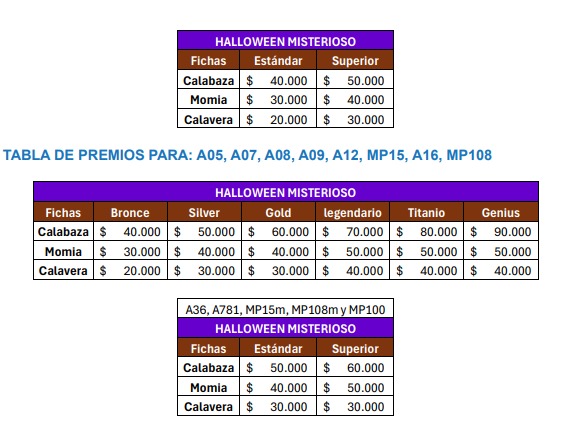 HALLOWEEN MISTERIOSO
Fichas Estándar Superior
Calabaza $ 40.000 $ 50.000
Momia $ 30.000 $ 40.000
Calavera $ 20.000 $ 30.000
TABLA DE PREMIOS PARA: A05, A07, A08, A09, A12, MP15, A16, MP108
HALLOWEEN MISTERIOSO
Fichas Bronce Silver Gold legendario Titanio Genius
Calabaza $ 40.000 $ 50.000 $ 60.000 $ 70.000 $ 80.000 $ 90.000
Momia $ 30.000 $ 40.000 $ 40.000 $ 50.000 $ 50.000 $ 50.000
Calavera $ 20.000 $ 30.000 $ 30.000 $ 40.000 $ 40.000 $ 40.000
A36, A781, MP15m, MP108m y MP100
HALLOWEEN MISTERIOSO
Fichas Estándar Superior
Calabaza $ 50.000 $ 60.000
Momia $ 40.000 $ 50.000
Calavera $ 30.000 $ 30.000